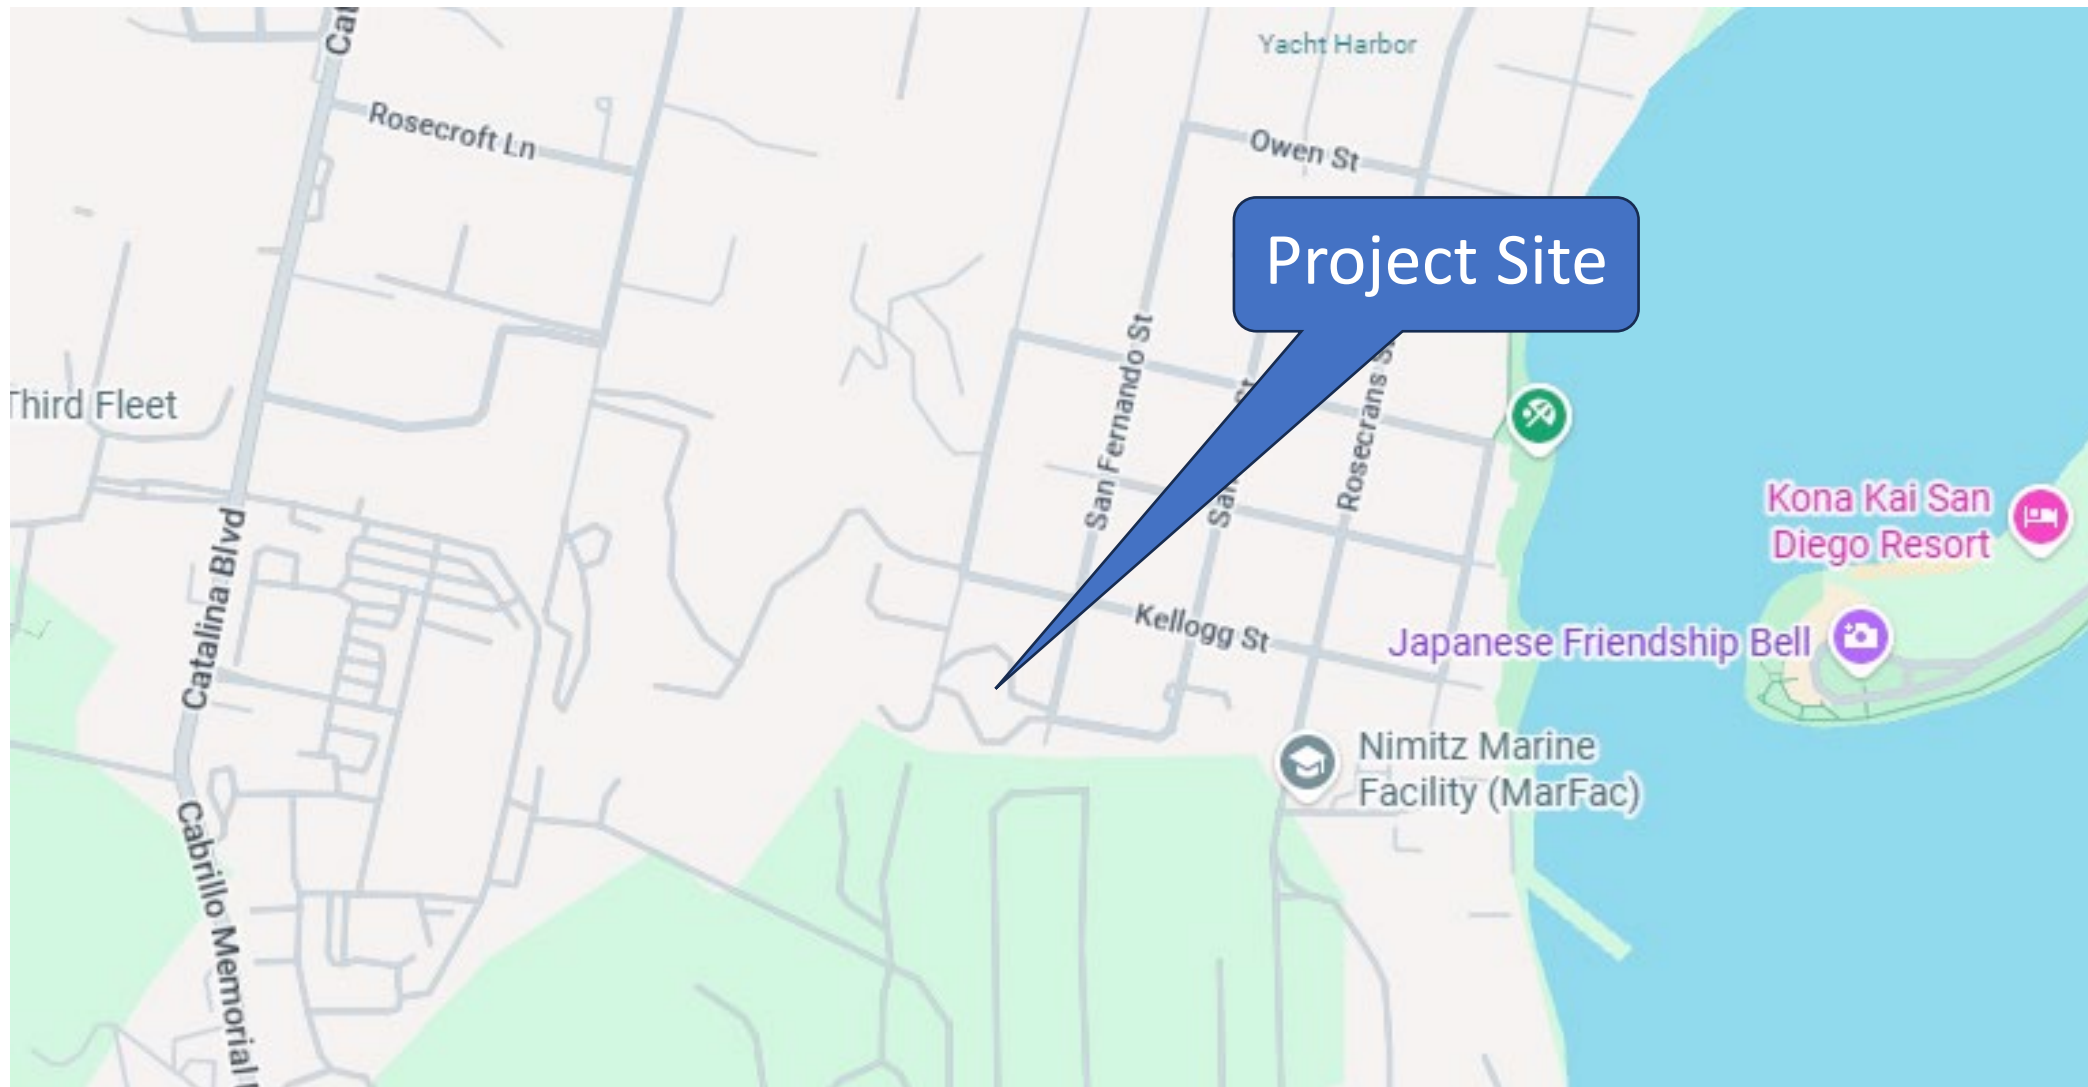 Yacht Harbor
Rosecroft Ln
Owen St
Project Site
San Fernando St
Rosecrans
Third Fleet
Kona Kai San
Diego Resort
Catalina Blvd
Kellogg St
Japanese Friendship Bell
Nimitz Marine
Facility (MarFac)
Cabrillo Memorial